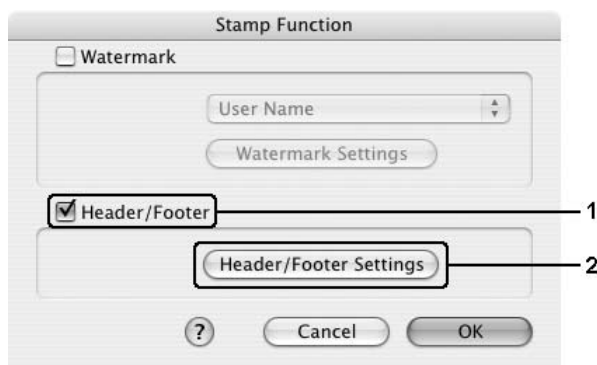 Stamp Function
Watermark
User Name
Watermark Settings
Header/Footer
1
Header/Footer Settings
2
?
Cancel
OK